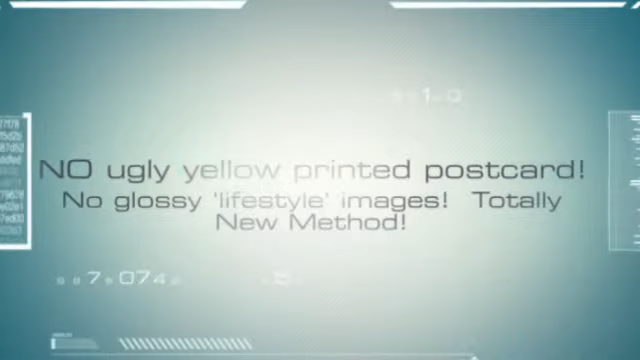 NO ugly yellow printed postcard!
No glossy 'lifestyle' images!  Totally
New Method!